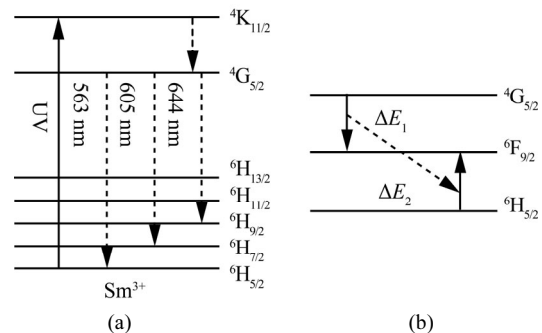 ⁴K₁₁/₂
⁴G₅/₂
UV
563 nm
605 nm
644 nm
⁶H₁₃/₂
⁶H₁₁/₂
⁶H₉/₂
⁶H₇/₂
⁶H₅/₂
Sm³⁺
(a)
⁴G₅/₂
ΔE₁
⁶F₉/₂
ΔE₂
⁶H₅/₂
(b)